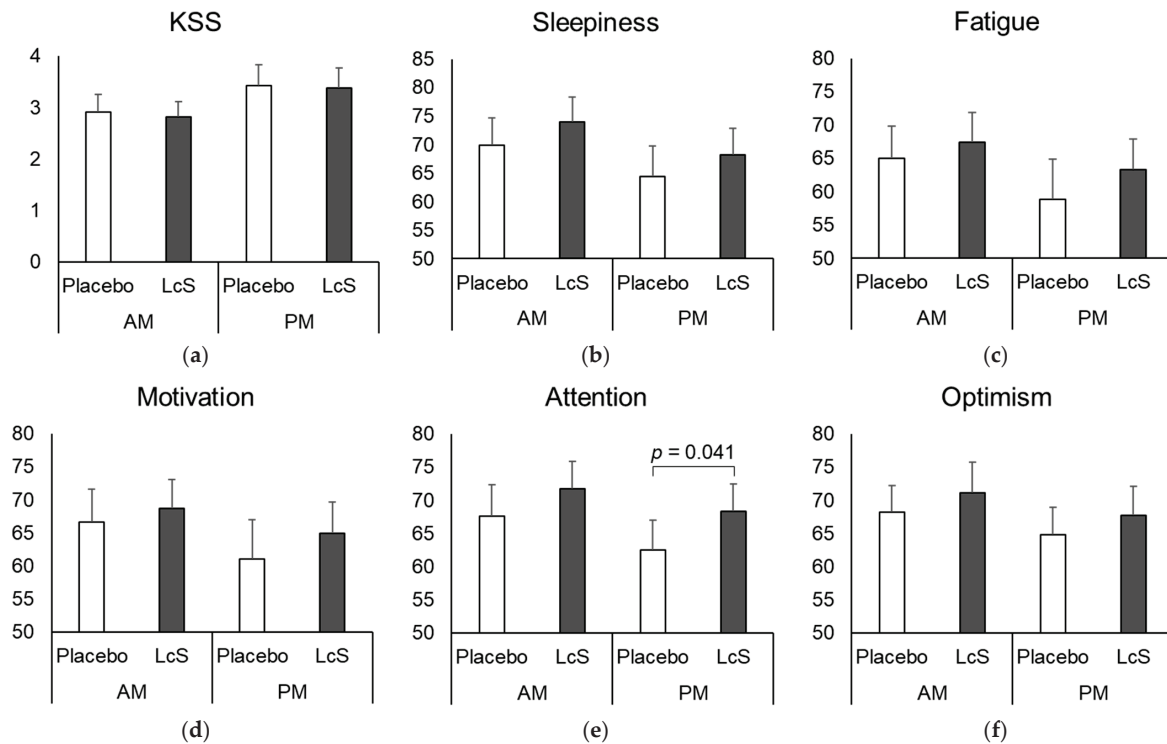 KSS
4
3
2
1
0
Placebo LcS Placebo LcS
AM PM
(a)
Sleepiness
85
80
75
70
65
60
55
50
Placebo LcS Placebo LcS
AM PM
(b)
Fatigue
80
75
70
65
60
55
50
Placebo LcS Placebo LcS
AM PM
(c)
Motivation
80
75
70
65
60
55
50
Placebo LcS Placebo LcS
AM PM
(d)
Attention
80
75
70
65
60
55
50
p = 0.041
Placebo LcS Placebo LcS
AM PM
(e)
Optimism
80
75
70
65
60
55
50
Placebo LcS Placebo LcS
AM PM
(f)